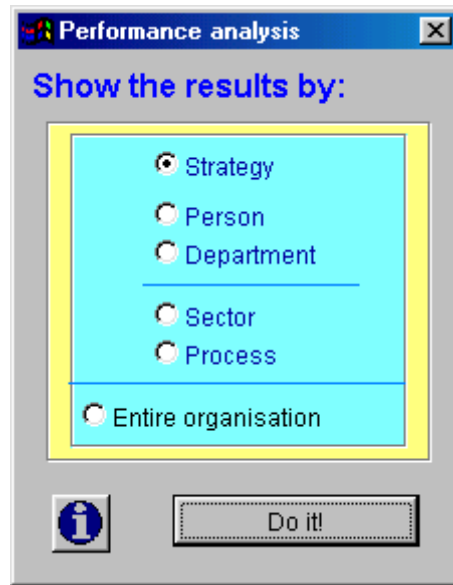 Performance analysis
Show the results by:
Strategy
Person
Department
Sector
Process
Entire organisation
Do it!